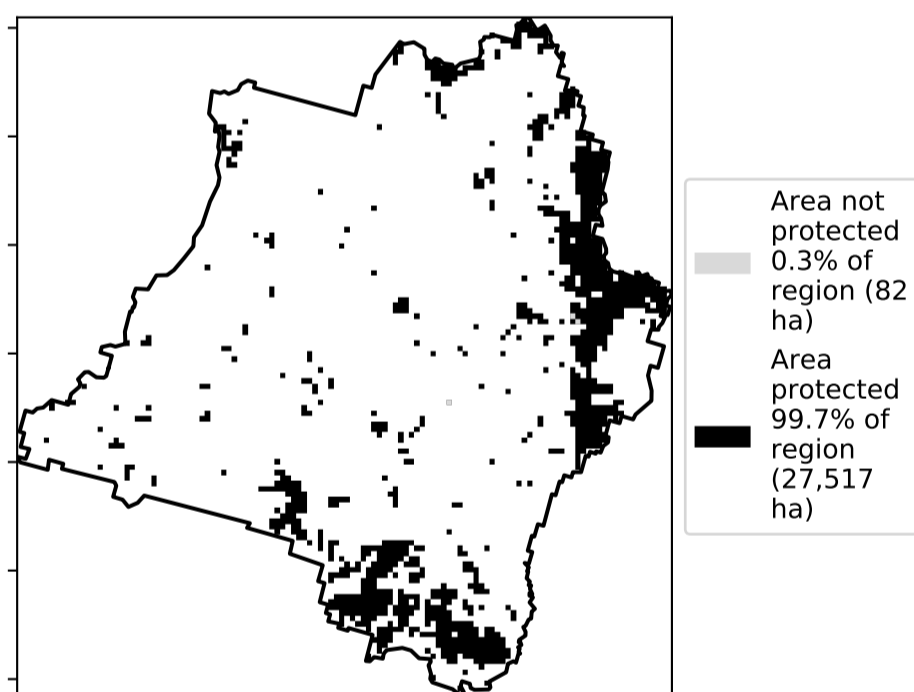 Area not
protected
0.3% of
region (82
ha)
Area
protected
99.7% of
region
(27,517
ha)